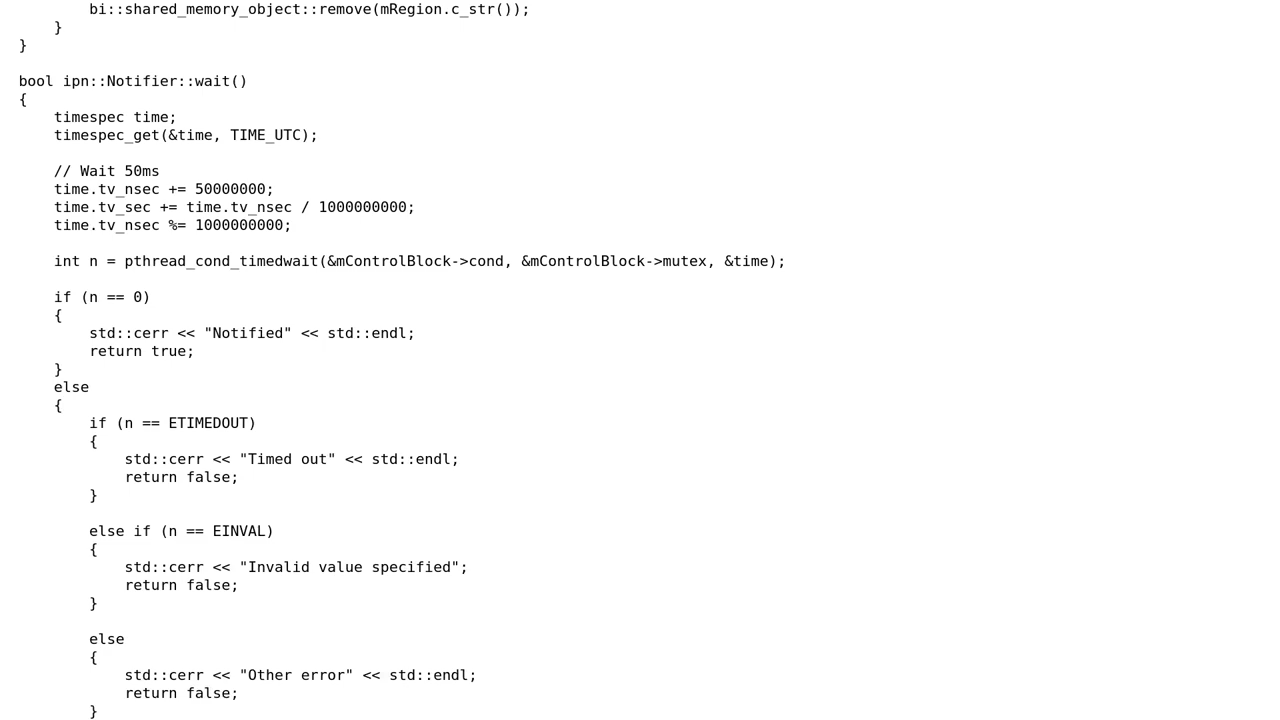 bi::shared_memory_object::remove(mRegion.c_str());
    }
}

bool ipn::Notifier::wait()
{
    timespec time;
    timespec_get(&time, TIME_UTC);

    // Wait 50ms
    time.tv_nsec += 50000000;
    time.tv_sec += time.tv_nsec / 1000000000;
    time.tv_nsec %= 1000000000;

    int n = pthread_cond_timedwait(&mControlBlock->cond, &mControlBlock->mutex, &time);

    if (n == 0)
    {
        std::cerr << "Notified" << std::endl;
        return true;
    }
    else
    {
        if (n == ETIMEDOUT)
        {
            std::cerr << "Timed out" << std::endl;
            return false;
        }

        else if (n == EINVAL)
        {
            std::cerr << "Invalid value specified";
            return false;
        }

        else
        {
            std::cerr << "Other error" << std::endl;
            return false;
        }